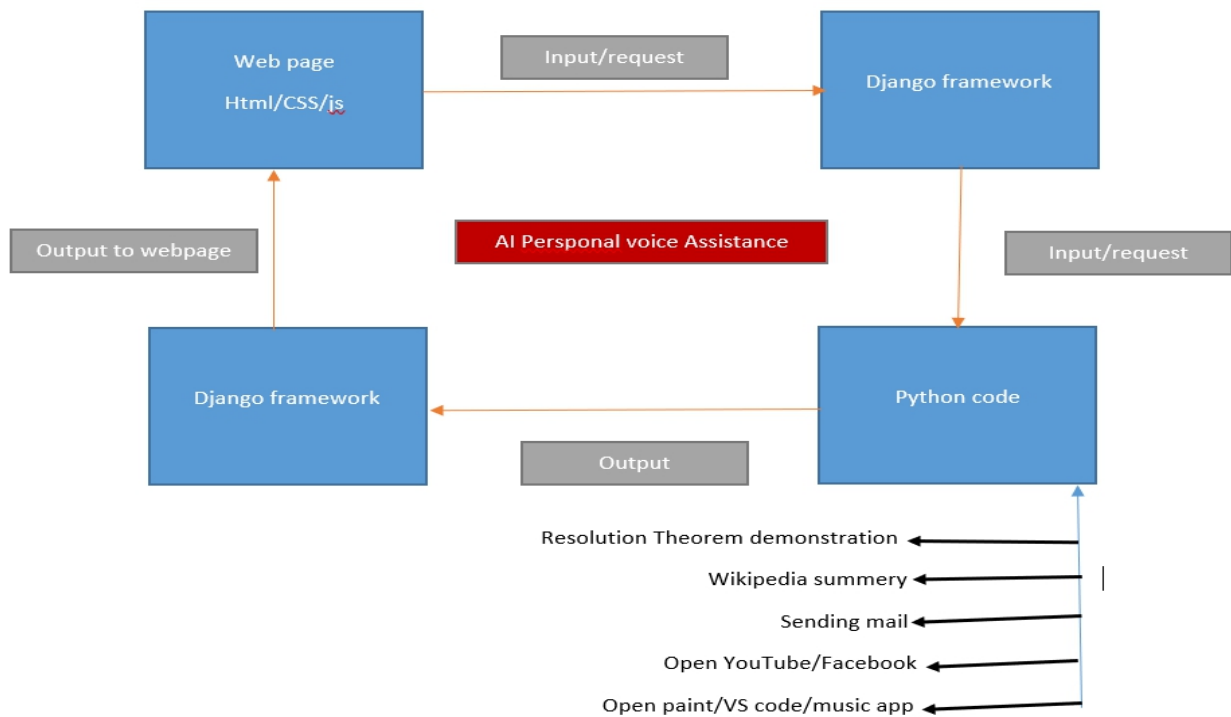 Web page
Html/CSS/js
Input/request
Django framework
Output to webpage
AI Persponal voice Assistance
Input/request
Django framework
Python code
Output
Resolution Theorem demonstration
Wikipedia summery
Sending mail
Open YouTube/Facebook
Open paint/VS code/music app